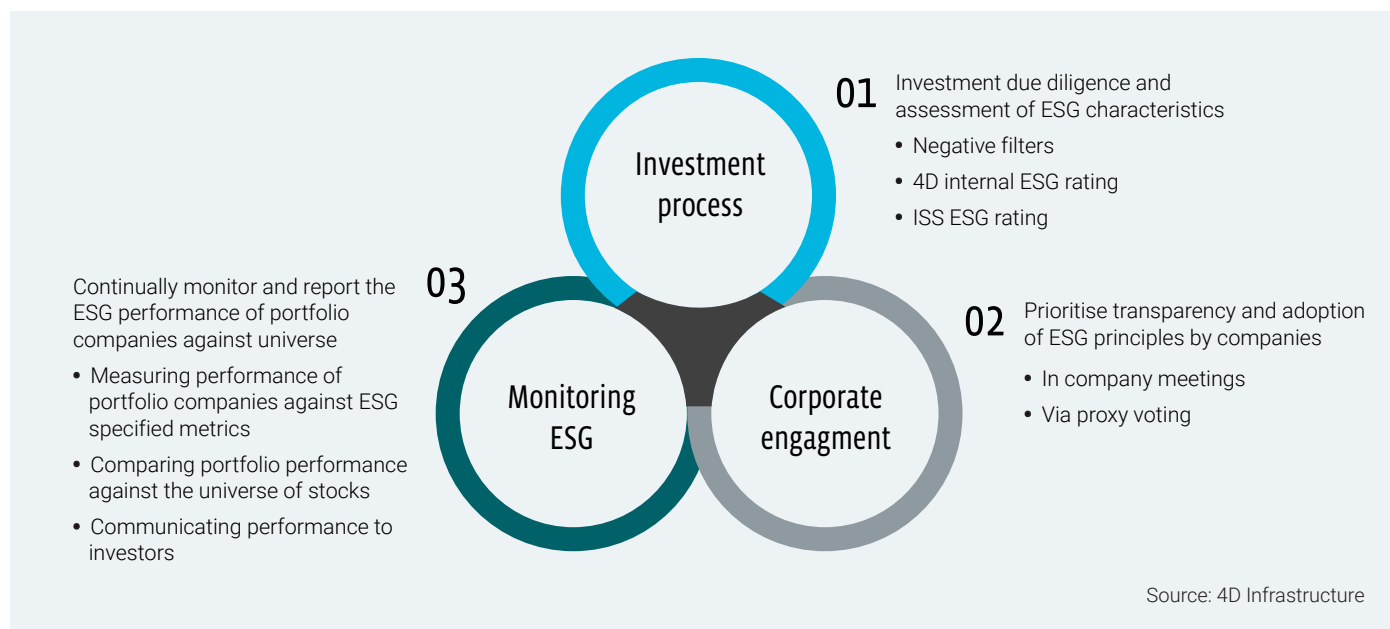 01
Investment due diligence and
assessment of ESG characteristics
• Negative filters
• 4D internal ESG rating
• ISS ESG rating
Investment
process
03
Continually monitor and report the
ESG performance of portfolio
companies against universe
• Measuring performance of
portfolio companies against ESG
specified metrics
• Comparing portfolio performance
against the universe of stocks
• Communicating performance to
investors
Monitoring
ESG
Corporate
engagment
02
Prioritise transparency and adoption
of ESG principles by companies
• In company meetings
• Via proxy voting
Source: 4D Infrastructure